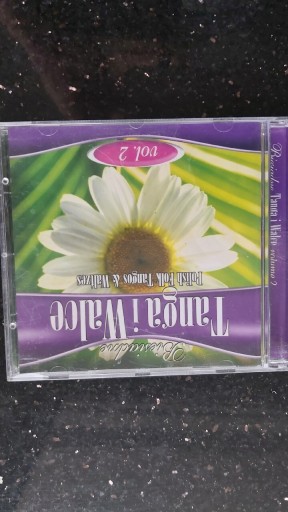 Biesiadne
Tanga i Walce
Polish Folk Tangos & Waltzes
vol. 2
Biesiadne Tanga i Walce volume 2